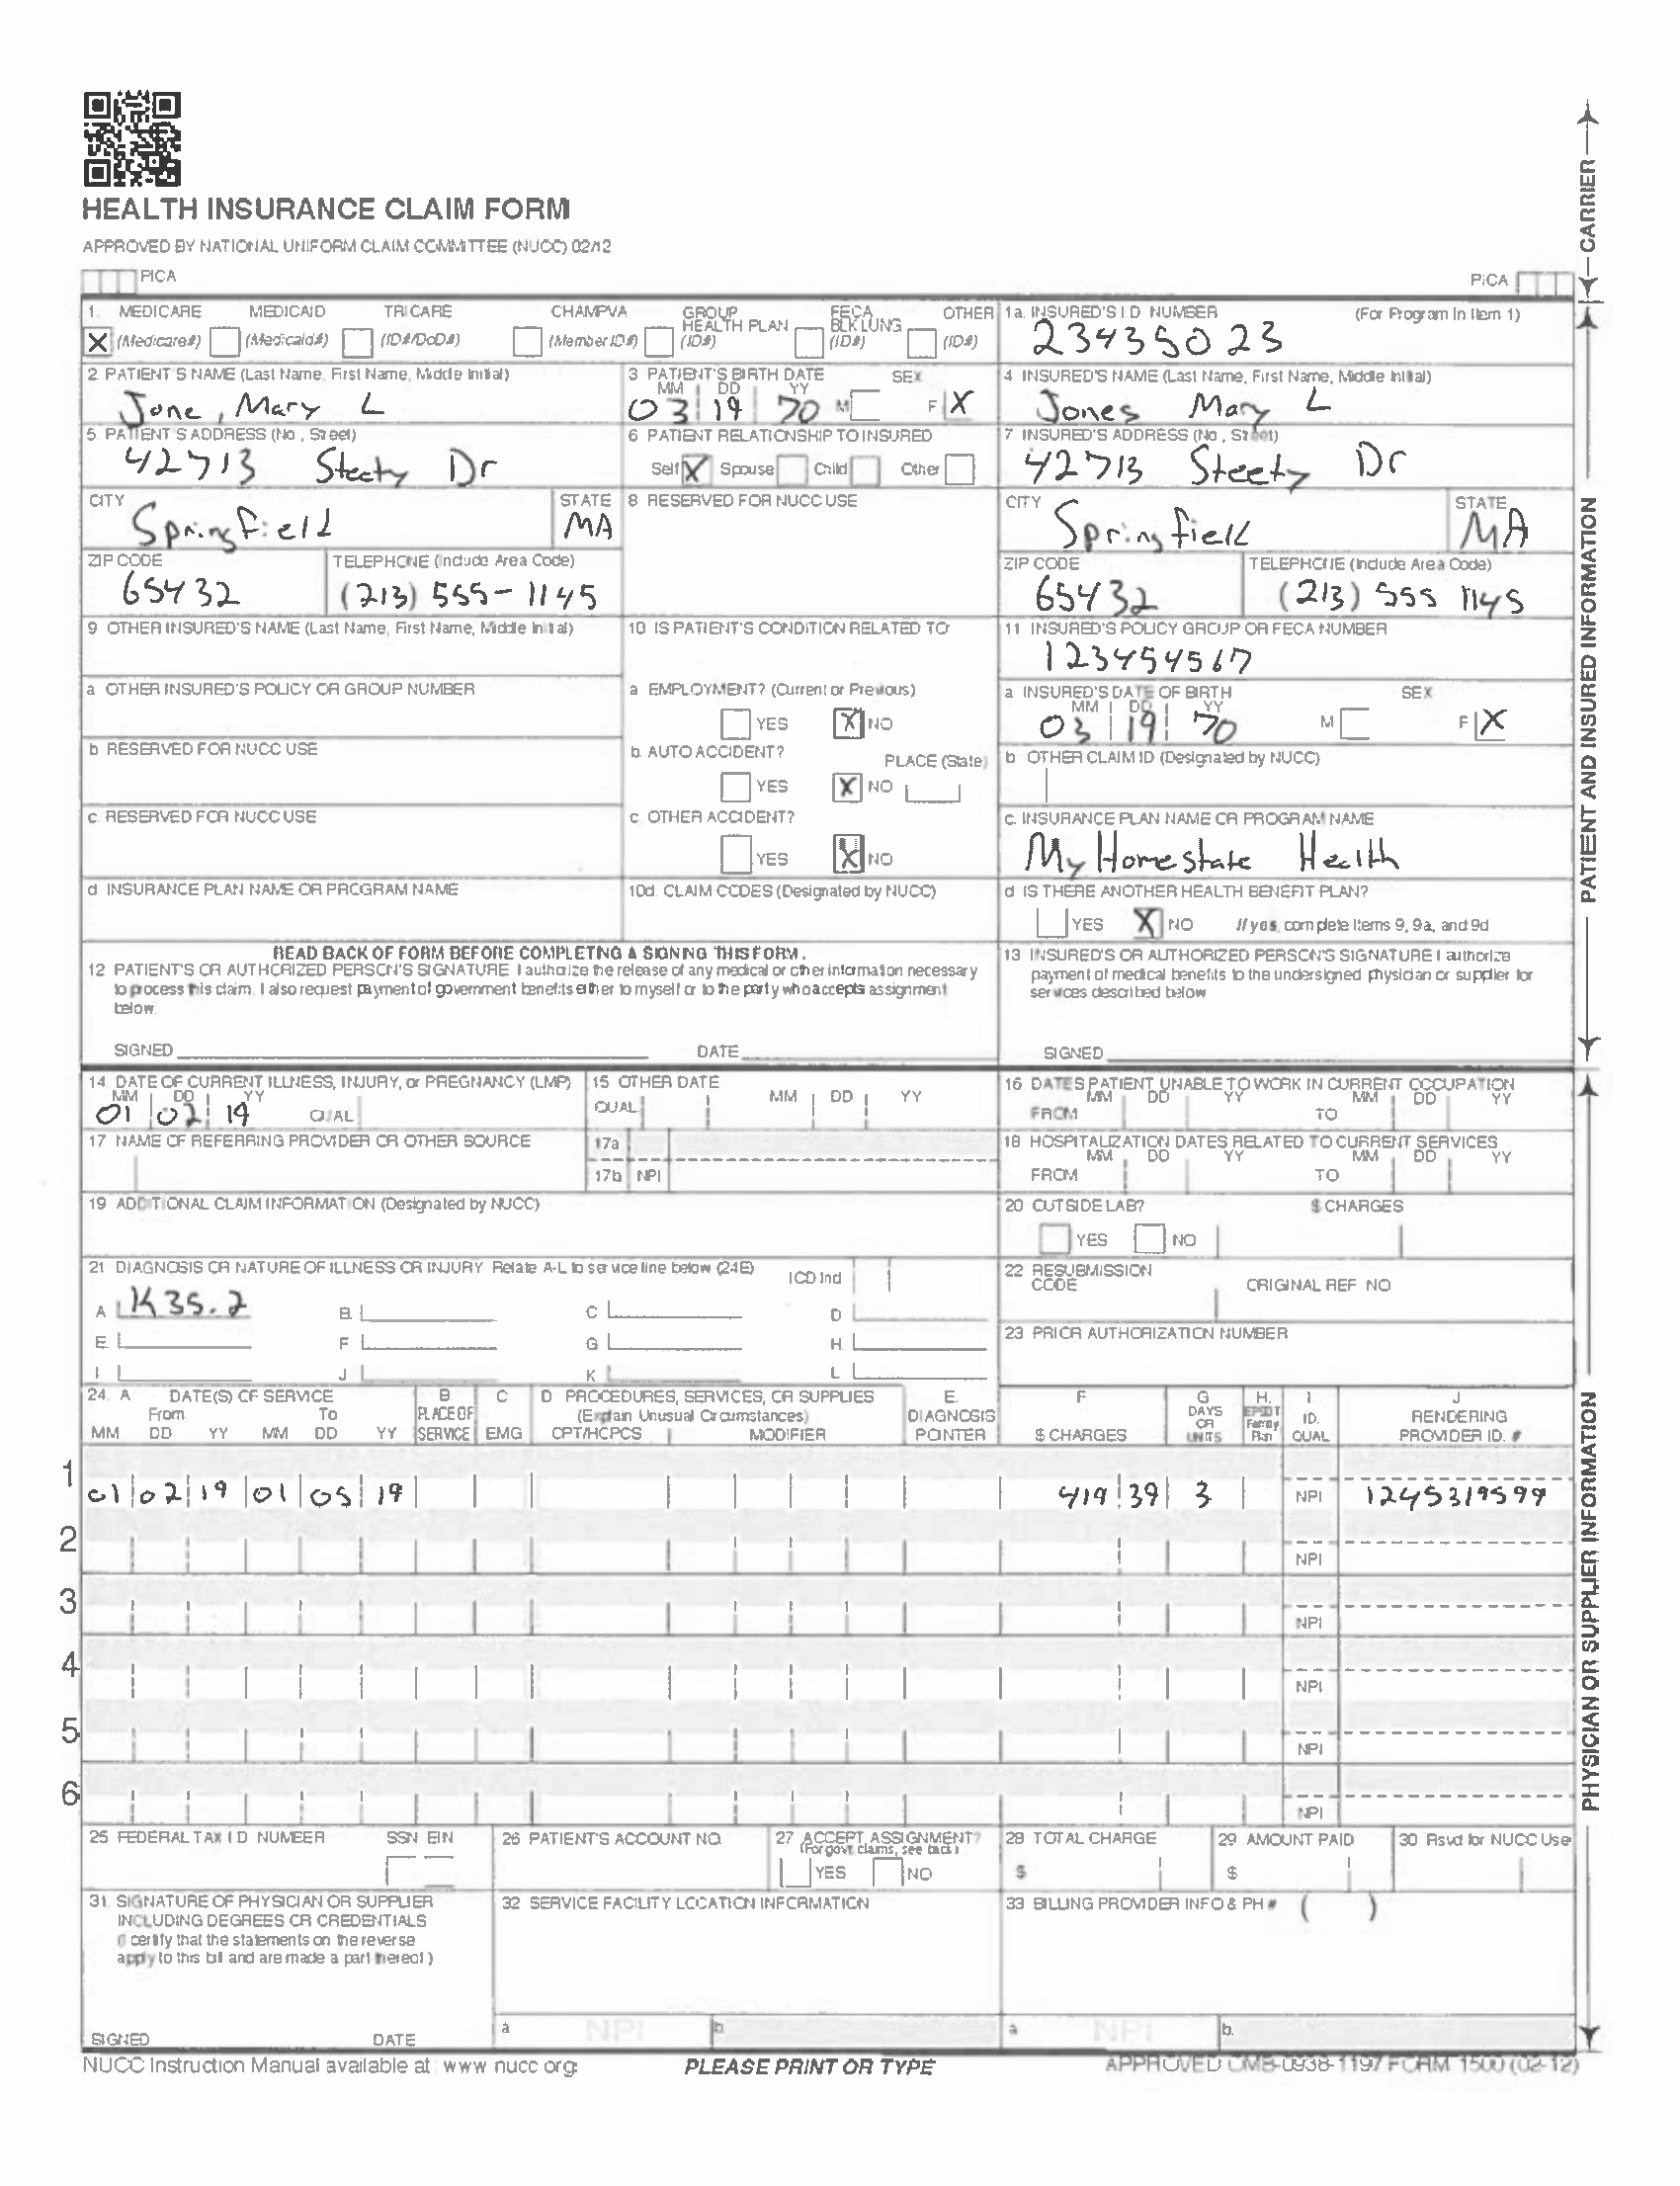 HEALTH INSURANCE CLAIM FORM
APPROVED BY NATIONAL UNIFORM CLAIM COMMITTEE (NUCC) 02/12
PICA PICA
CARRIER
1. MEDICARE MEDICAID TRICARE CHAMPVA GROUP HEALTH PLAN FECA BLK LUNG OTHER
X (Medicare#) (Medicaid#) (ID#/DoD#) (Member ID#) (ID#) (ID#) (ID#)
1a. INSURED'S I.D. NUMBER (For Program in Item 1)
23435023
2 PATIENT'S NAME (Last Name, First Name, Middle Initial)
Jone, Mary L
3 PATIENT'S BIRTH DATE SEX
MM DD YY
03 19 70 M F X
4 INSURED'S NAME (Last Name, First Name, Middle Initial)
Jones Mary L
5 PATIENT'S ADDRESS (No., Street)
42713 Steety Dr
6 PATIENT RELATIONSHIP TO INSURED
Self X Spouse Child Other
7 INSURED'S ADDRESS (No., Street)
42713 Steety Dr
CITY STATE
Springfield MA
8 RESERVED FOR NUCC USE
CITY STATE
Springfield MA
ZIP CODE TELEPHONE (Include Area Code)
65432 (213) 555-1145
ZIP CODE TELEPHONE (Include Area Code)
65432 (213) 555 1145
9 OTHER INSURED'S NAME (Last Name, First Name, Middle Initial)
10 IS PATIENT'S CONDITION RELATED TO
11 INSURED'S POLICY GROUP OR FECA NUMBER
123454567
a OTHER INSURED'S POLICY OR GROUP NUMBER
a EMPLOYMENT? (Current or Previous)
YES X NO
a INSURED'S DATE OF BIRTH SEX
MM DD YY
03 19 70 M F X
b RESERVED FOR NUCC USE
b. AUTO ACCIDENT? PLACE (State)
YES X NO
b OTHER CLAIM ID (Designated by NUCC)
c. RESERVED FOR NUCC USE
c OTHER ACCIDENT?
YES X NO
c. INSURANCE PLAN NAME OR PROGRAM NAME
My Homestate Health
d INSURANCE PLAN NAME OR PROGRAM NAME
10d. CLAIM CODES (Designated by NUCC)
d IS THERE ANOTHER HEALTH BENEFIT PLAN?
YES X NO If yes, complete items 9, 9a, and 9d
READ BACK OF FORM BEFORE COMPLETING & SIGNING THIS FORM.
12 PATIENT'S OR AUTHORIZED PERSON'S SIGNATURE I authorize the release of any medical or other information necessary
to process this claim. I also request payment of government benefits either to myself or to the party who accepts assignment
below.
SIGNED DATE
13 INSURED'S OR AUTHORIZED PERSON'S SIGNATURE I authorize
payment of medical benefits to the undersigned physician or supplier for
services described below
SIGNED
PATIENT AND INSURED INFORMATION
14 DATE OF CURRENT ILLNESS, INJURY, or PREGNANCY (LMP)
MM DD YY
01 02 19 QUAL
15 OTHER DATE
QUAL MM DD YY
16 DATES PATIENT UNABLE TO WORK IN CURRENT OCCUPATION
MM DD YY MM DD YY
FROM TO
17 NAME OF REFERRING PROVIDER OR OTHER SOURCE
17a
17b NPI
18 HOSPITALIZATION DATES RELATED TO CURRENT SERVICES
MM DD YY MM DD YY
FROM TO
19 ADDITIONAL CLAIM INFORMATION (Designated by NUCC)
20 OUTSIDE LAB? $ CHARGES
YES NO
21 DIAGNOSIS OR NATURE OF ILLNESS OR INJURY Relate A-L to service line below (24E) ICD Ind
A K35.2 B. C D
E. F G H.
I J K L
22 RESUBMISSION CODE ORIGINAL REF NO
23 PRIOR AUTHORIZATION NUMBER
24. A DATE(S) OF SERVICE B. C D PROCEDURES, SERVICES, OR SUPPLIES E. F G H. I J
From To PLACE OF (Explain Unusual Circumstances) DIAGNOSIS DAYS OR EPSDT Family ID. RENDERING
MM DD YY MM DD YY SERVICE EMG CPT/HCPCS MODIFIER POINTER $ CHARGES UNITS Plan QUAL PROVIDER ID. #
1 01 02 19 01 05 19 419 39 3 NPI 1245319599
2 NPI
3 NPI
4 NPI
5 NPI
6 NPI
25 FEDERAL TAX I D NUMBER SSN EIN
26 PATIENT'S ACCOUNT NO.
27 ACCEPT ASSIGNMENT?
(For govt. claims, see back)
YES NO
28 TOTAL CHARGE
$
29 AMOUNT PAID
$
30 Rsvd for NUCC Use
31. SIGNATURE OF PHYSICIAN OR SUPPLIER
INCLUDING DEGREES OR CREDENTIALS
(I certify that the statements on the reverse
apply to this bill and are made a part thereof.)
SIGNED DATE
32 SERVICE FACILITY LOCATION INFORMATION
a NPI b.
33 BILLING PROVIDER INFO & PH # ( )
a NPI b.
PHYSICIAN OR SUPPLIER INFORMATION
NUCC Instruction Manual available at: www nucc org
PLEASE PRINT OR TYPE
APPROVED OMB-0938-1197 FORM 1500 (02-12)